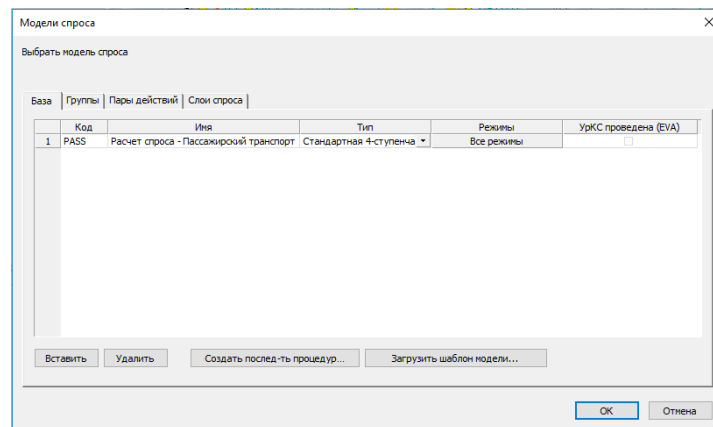 Модели спроса
Выбрать модель спроса
База Группы Пары действий Слои спроса
Код Имя Тип Режимы УрКС проведена (EVA)
1 PASS Расчет спроса - Пассажирский транспорт Стандартная 4-ступенча Все режимы
Вставить Удалить Создать послед-ть процедур... Загрузить шаблон модели...
OK Отмена